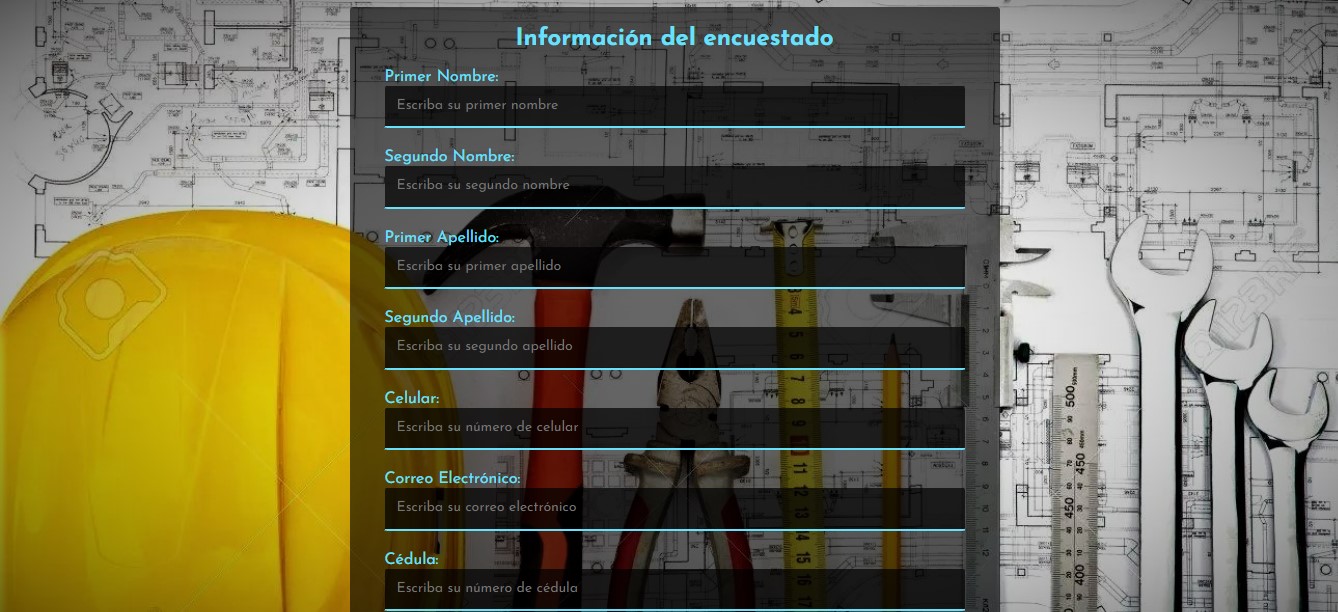 Información del encuestado
Primer Nombre:
Escriba su primer nombre
Segundo Nombre:
Escriba su segundo nombre
Primer Apellido:
Escriba su primer apellido
Segundo Apellido:
Escriba su segundo apellido
Celular:
Escriba su número de celular
Correo Electrónico:
Escriba su correo electrónico
Cédula:
Escriba su número de cédula